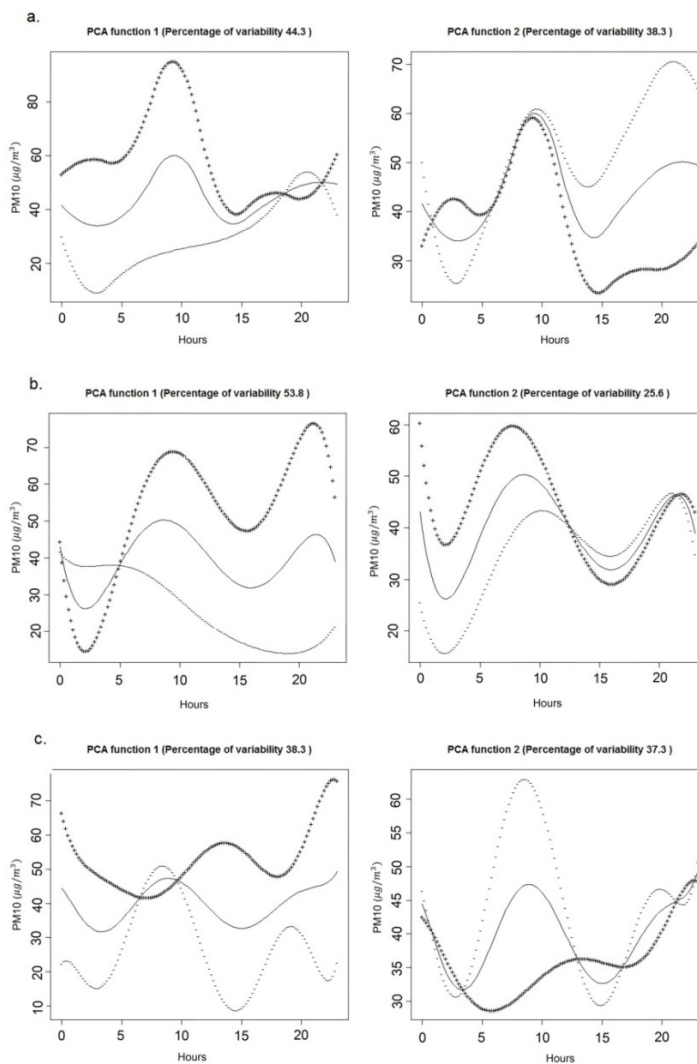 a.
PCA function 1 (Percentage of variability 44.3 )
PM10 (μg/m³)
80
60
40
20
0 5 10 15 20
Hours
PCA function 2 (Percentage of variability 38.3 )
PM10 (μg/m³)
70
60
50
40
30
0 5 10 15 20
Hours
b.
PCA function 1 (Percentage of variability 53.8 )
PM10 (μg/m³)
70
60
50
40
30
20
0 5 10 15 20
Hours
PCA function 2 (Percentage of variability 25.6 )
PM10 (μg/m³)
60
50
40
30
20
0 5 10 15 20
Hours
c.
PCA function 1 (Percentage of variability 38.3 )
PM10 (μg/m³)
70
60
50
40
30
20
10
0 5 10 15 20
Hours
PCA function 2 (Percentage of variability 37.3 )
PM10 (μg/m³)
60
55
50
45
40
35
30
0 5 10 15 20
Hours